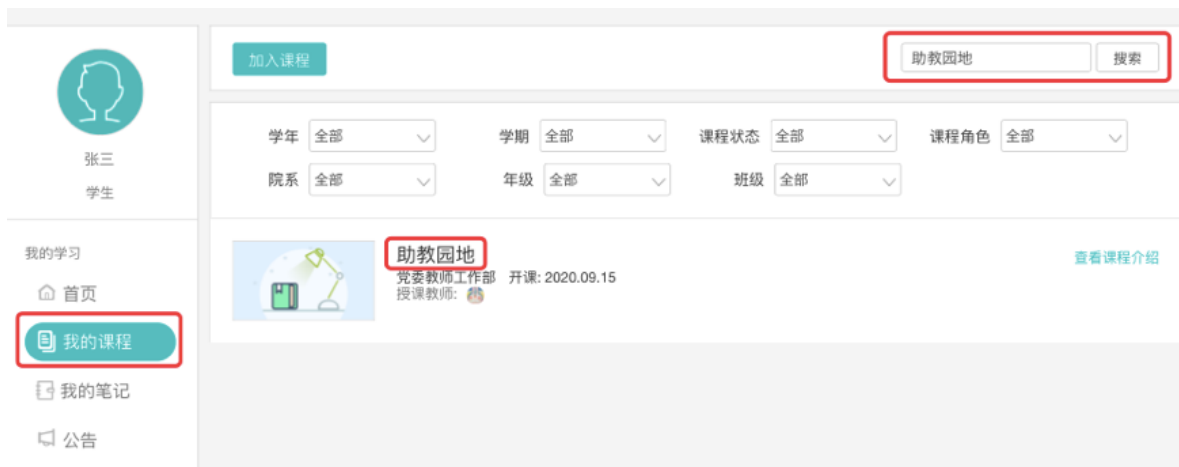 张三
学生
我的学习
首页
我的课程
我的笔记
公告
加入课程
助教园地 搜索
学年 全部 学期 全部 课程状态 全部 课程角色 全部
院系 全部 年级 全部 班级 全部
助教园地
党委教师工作部 开课: 2020.09.15
授课教师:
查看课程介绍